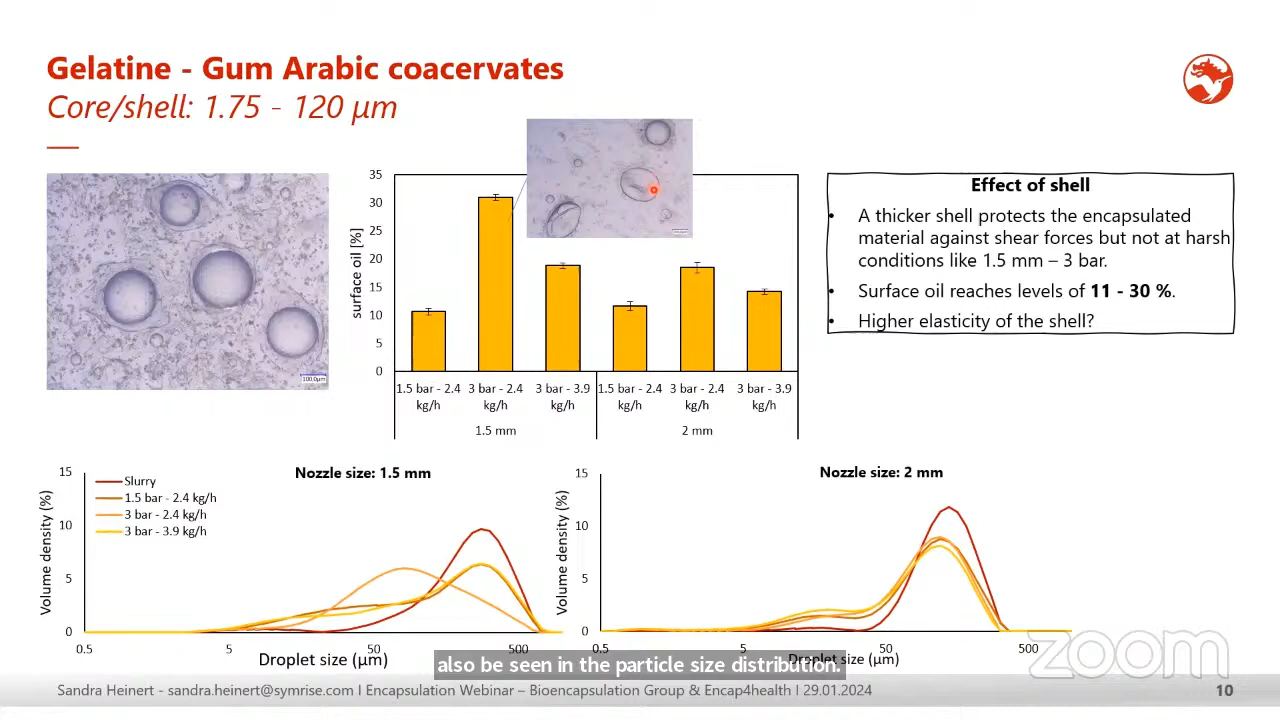 Gelatine - Gum Arabic coacervates
Core/shell: 1.75 - 120 µm
100.0µm
surface oil [%]
35
30
25
20
15
10
5
0
1.5 bar - 2.4 kg/h
3 bar - 2.4 kg/h
3 bar - 3.9 kg/h
1.5 bar - 2.4 kg/h
3 bar - 2.4 kg/h
3 bar - 3.9 kg/h
1.5 mm
2 mm
Effect of shell
• A thicker shell protects the encapsulated
material against shear forces but not at harsh
conditions like 1.5 mm – 3 bar.
• Surface oil reaches levels of 11 - 30 %.
• Higher elasticity of the shell?
Nozzle size: 1.5 mm
Volume density (%)
15
10
5
0
Slurry
1.5 bar - 2.4 kg/h
3 bar - 2.4 kg/h
3 bar - 3.9 kg/h
0.5 5 50 500
Droplet size (µm)
Nozzle size: 2 mm
Volume density (%)
15
10
5
0
0.5 5 50 500
Droplet size (µm)
also be seen in the particle size distribution.
zoom
Sandra Heinert - sandra.heinert@symrise.com I Encapsulation Webinar – Bioencapsulation Group & Encap4health I 29.01.2024
10